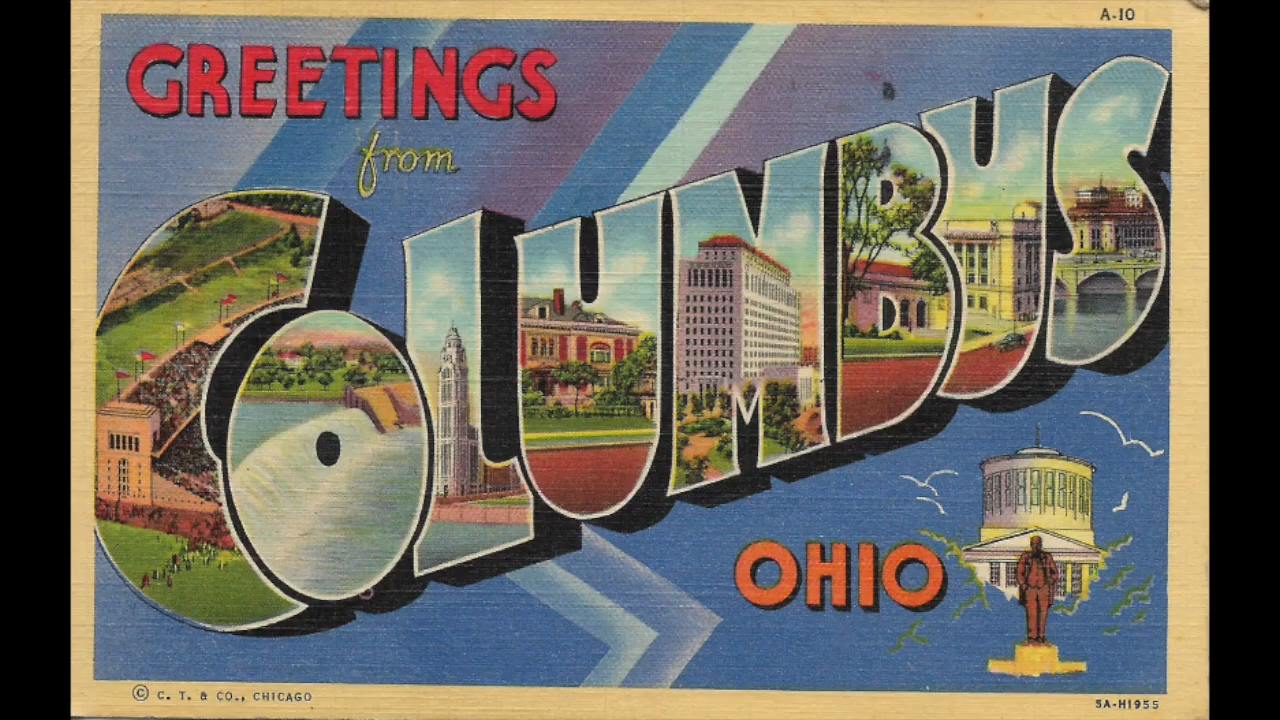 A-10
GREETINGS
from
COLUMBUS
OHIO
© C. T. & CO., CHICAGO
5A-H1955